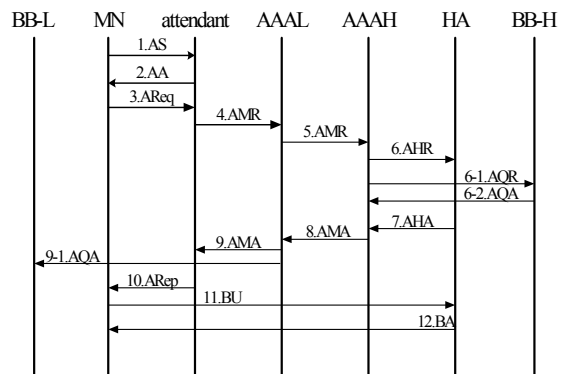 BB-L MN attendant AAAL AAAH HA BB-H
1.AS
2.AA
3.AReq
4.AMR
5.AMR
6.AHR
6-1.AQR
6-2.AQA
7.AHA
8.AMA
9.AMA
9-1.AQA
10.ARep
11.BU
12.BA